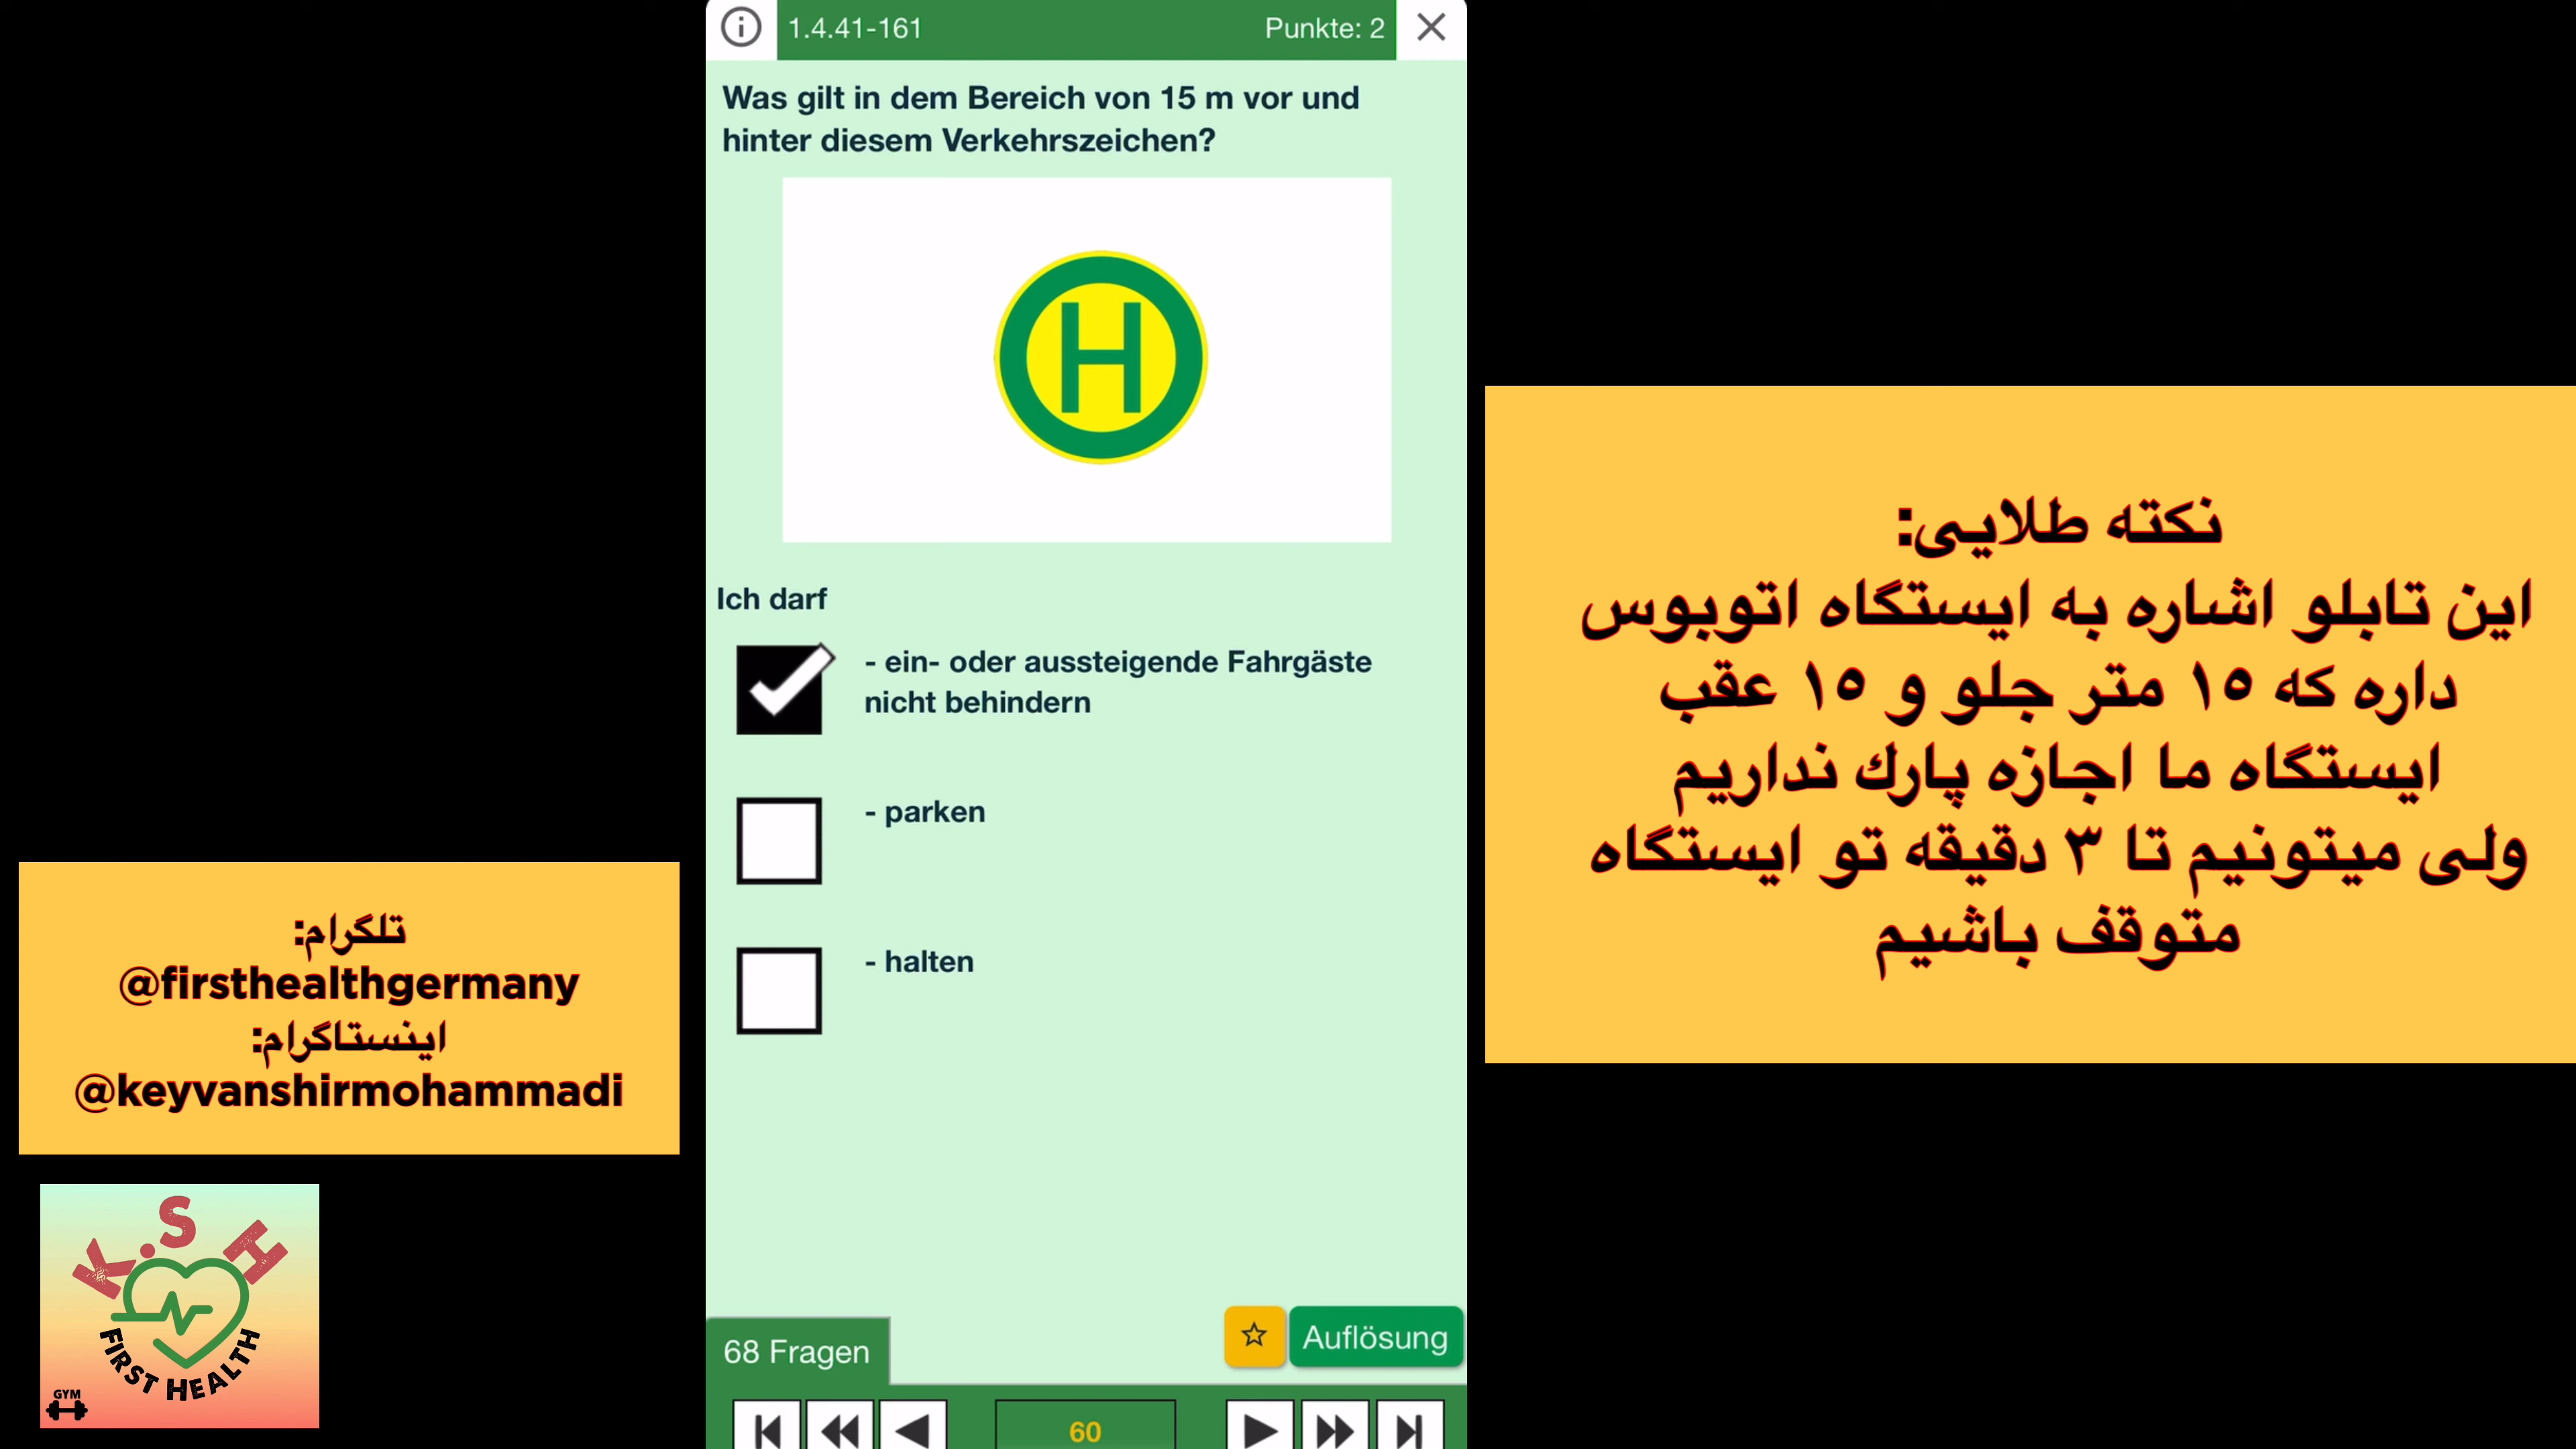 1.4.41-161
Punkte: 2
Was gilt in dem Bereich von 15 m vor und
hinter diesem Verkehrszeichen?
H
Ich darf
- ein- oder aussteigende Fahrgäste
nicht behindern
- parken
- halten
68 Fragen
Auflösung
60
نکته طلایی:
این تابلو اشاره به ایستگاه اتوبوس
داره که ۱۵ متر جلو و ۱۵ عقب
ایستگاه ما اجازه پارك نداریم
ولی میتونیم تا ۳ دقیقه تو ایستگاه
متوقف باشیم
تلگرام:
@firsthealthgermany
اینستاگرام:
@keyvanshirmohammadi
K.SH
FIRST HEALTH
GYM